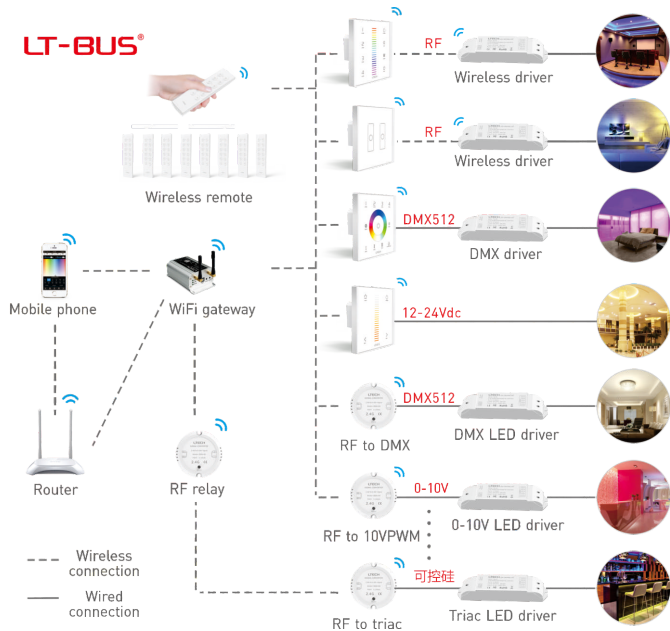 LT-BUS®
RF
Wireless driver
RF
Wireless driver
Wireless remote
DMX512
DMX driver
Mobile phone
WiFi gateway
12-24Vdc
DMX512
RF to DMX
DMX LED driver
Router
RF relay
0-10V
RF to 10VPWM
0-10V LED driver
Wireless
connection
Wired
connection
可控硅
RF to triac
Triac LED driver